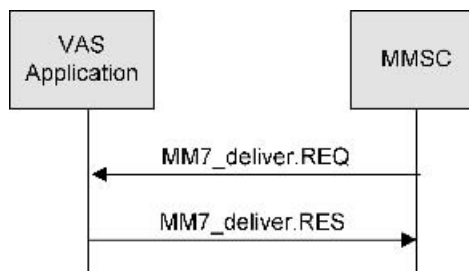 VAS
Application
MMSC
MM7_deliver.REQ
MM7_deliver.RES